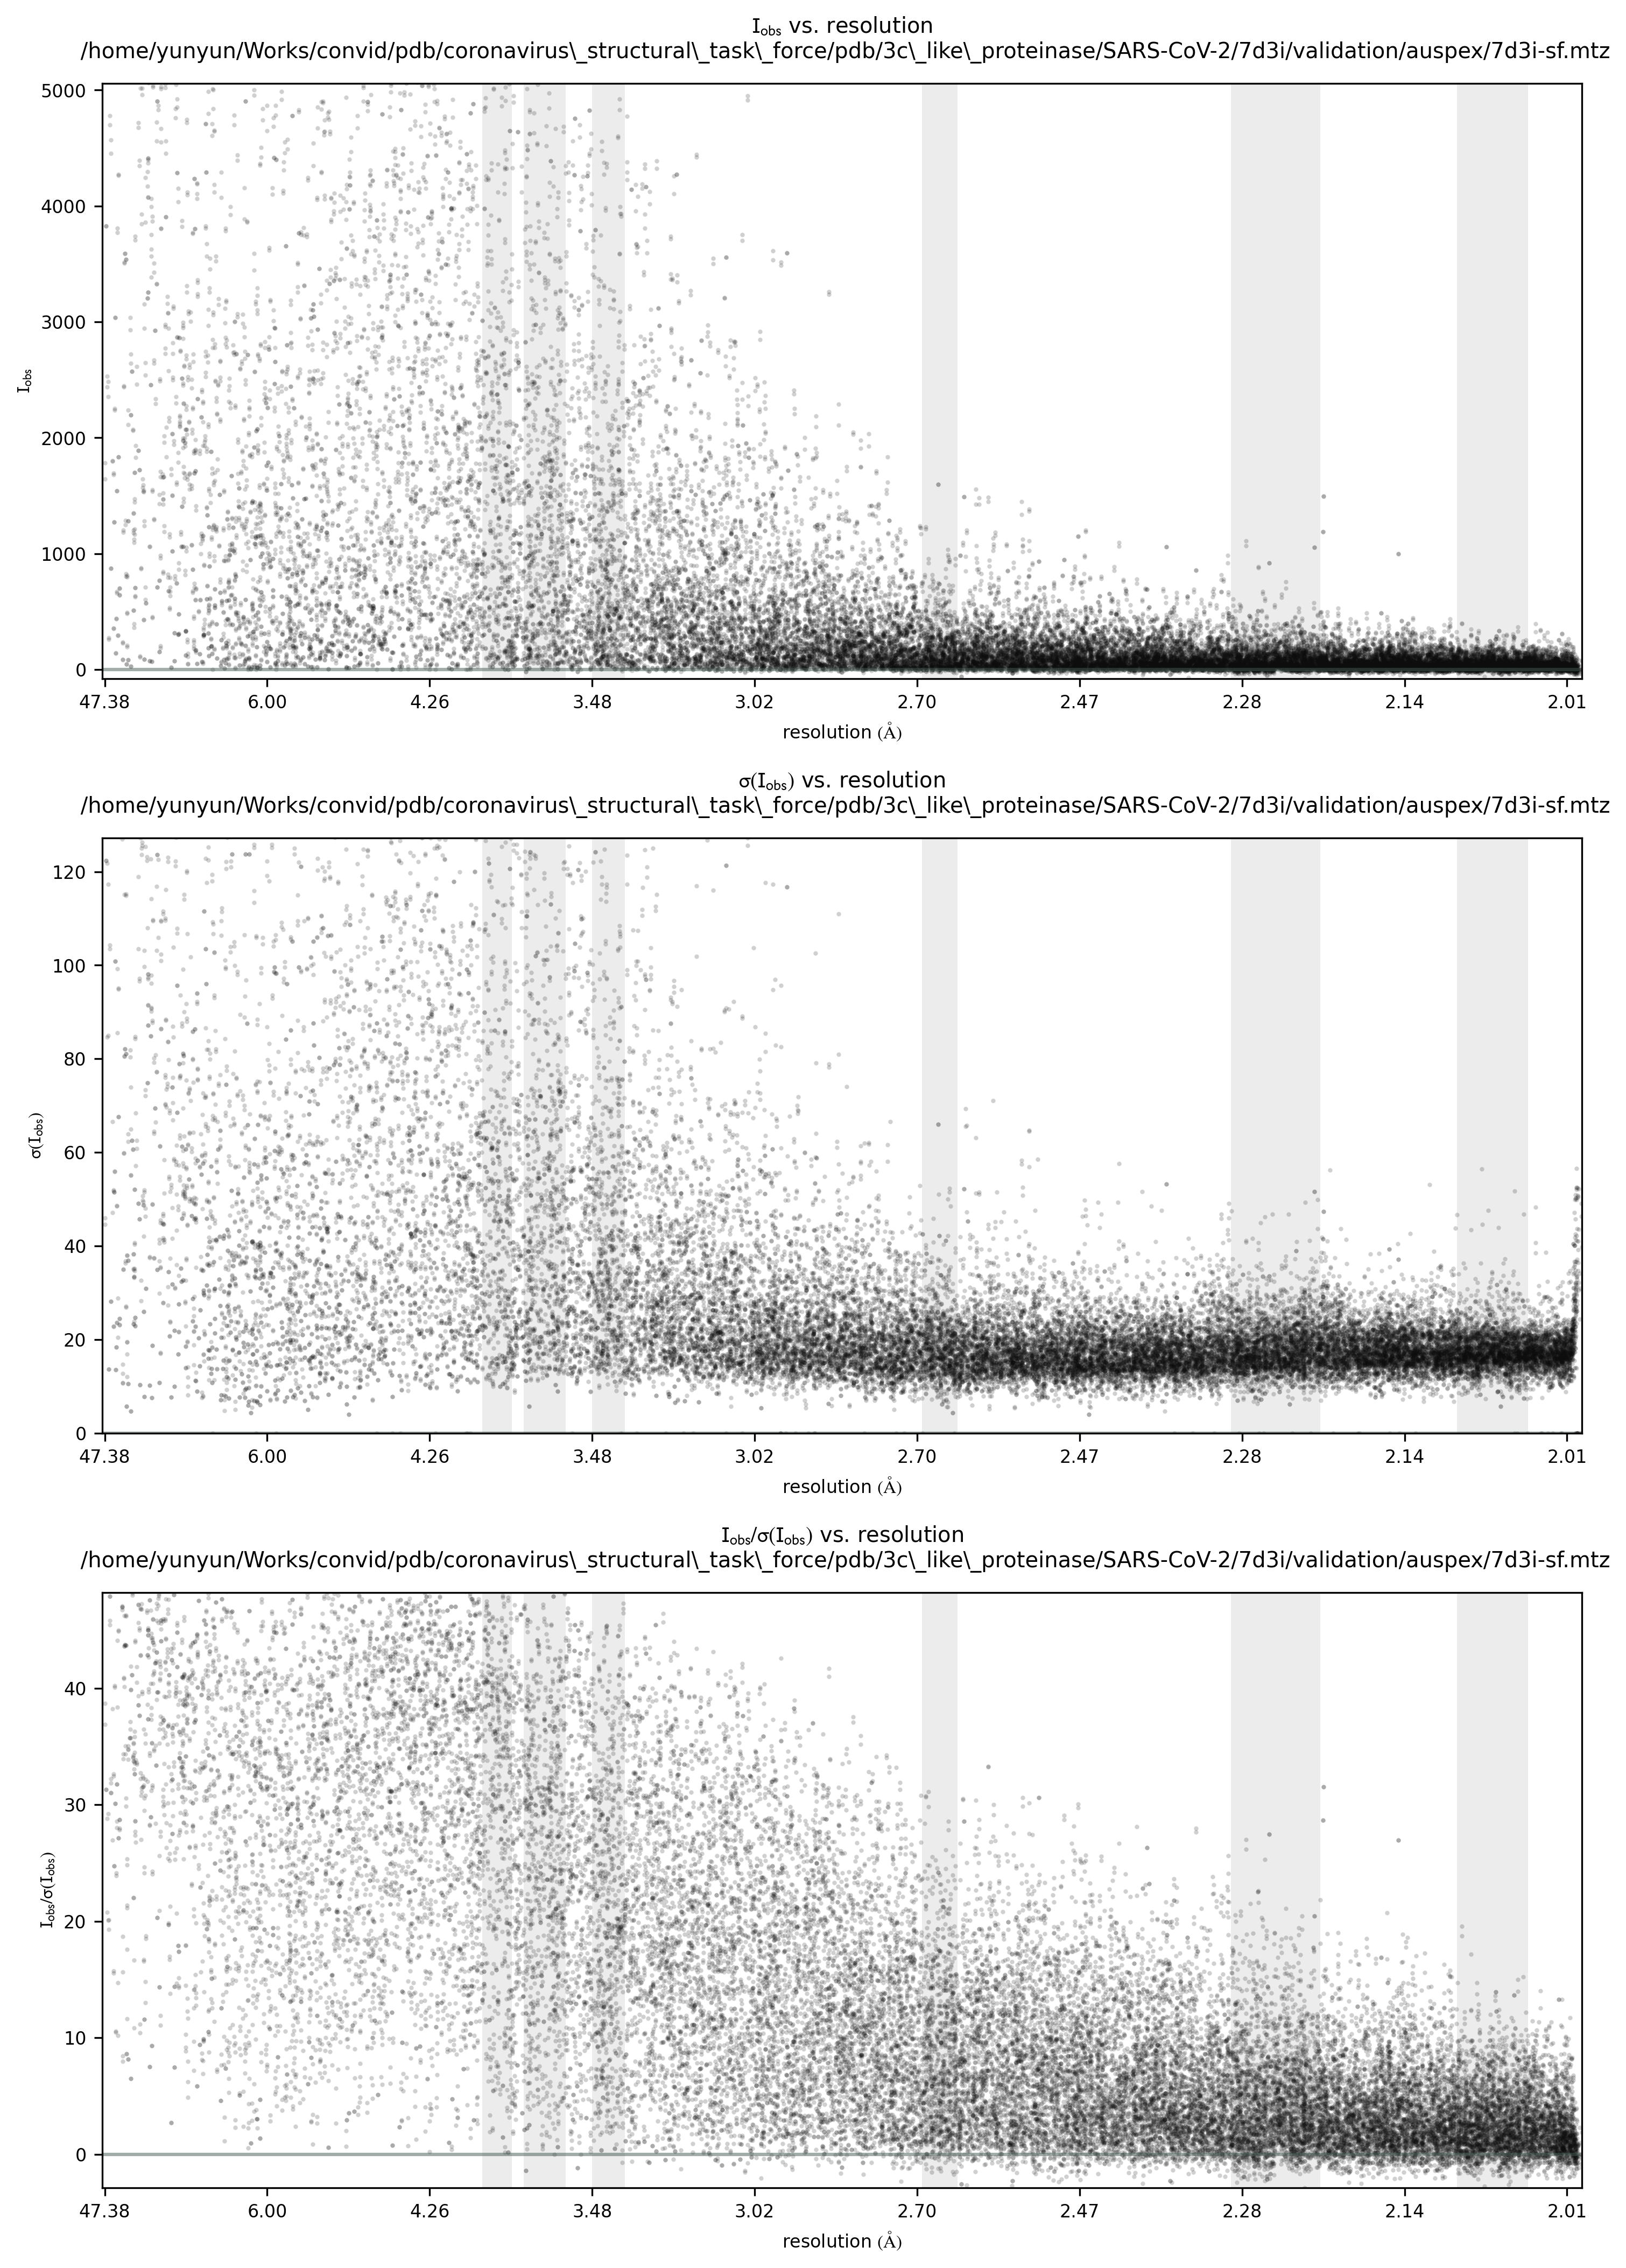 Iobs vs. resolution
/home/yunyun/Works/convid/pdb/coronavirus\_structural\_task\_force/pdb/3c\_like\_proteinase/SARS-CoV-2/7d3i/validation/auspex/7d3i-sf.mtz
5000
4000
3000
2000
1000
0
Iobs
47.38 6.00 4.26 3.48 3.02 2.70 2.47 2.28 2.14 2.01
resolution (Å)
σ(Iobs) vs. resolution
/home/yunyun/Works/convid/pdb/coronavirus\_structural\_task\_force/pdb/3c\_like\_proteinase/SARS-CoV-2/7d3i/validation/auspex/7d3i-sf.mtz
120
100
80
60
40
20
0
σ(Iobs)
47.38 6.00 4.26 3.48 3.02 2.70 2.47 2.28 2.14 2.01
resolution (Å)
Iobs/σ(Iobs) vs. resolution
/home/yunyun/Works/convid/pdb/coronavirus\_structural\_task\_force/pdb/3c\_like\_proteinase/SARS-CoV-2/7d3i/validation/auspex/7d3i-sf.mtz
40
30
20
10
0
Iobs/σ(Iobs)
47.38 6.00 4.26 3.48 3.02 2.70 2.47 2.28 2.14 2.01
resolution (Å)